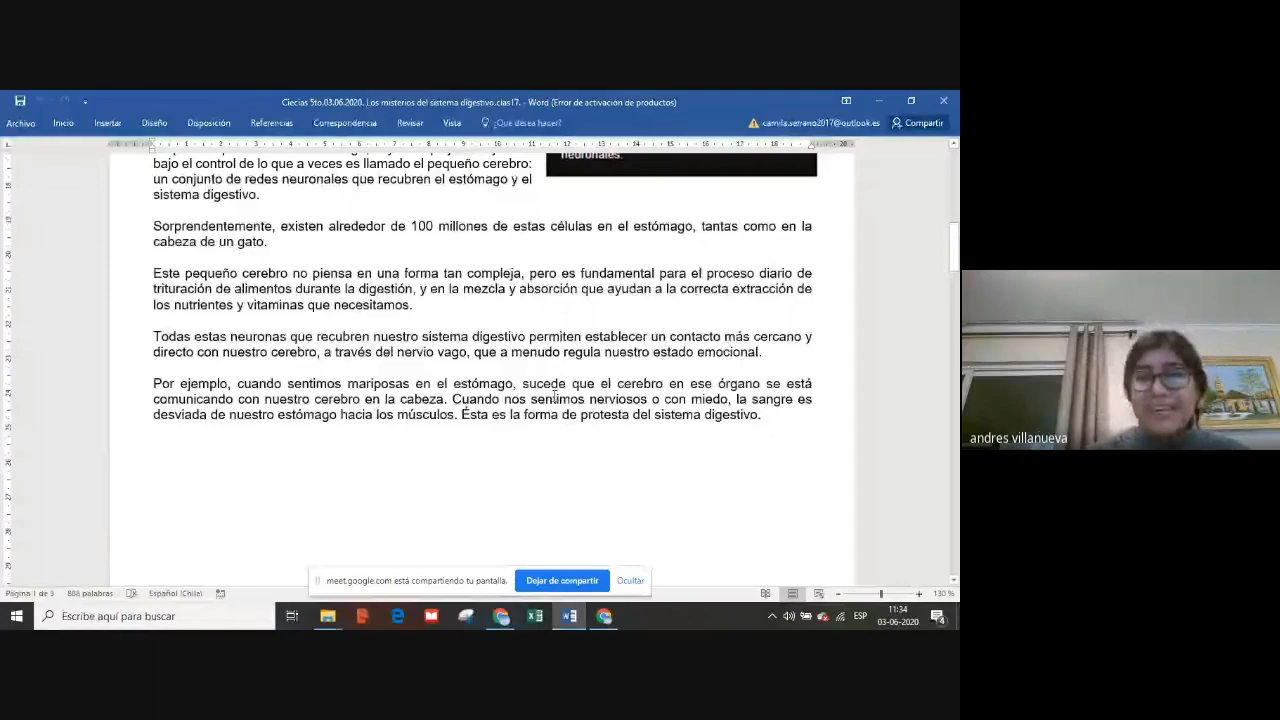 Ciecias 5to.03.06.2020. Los misterios del sistema digestivo.cias17. - Word (Error de activación de productos)
Archivo Inicio Insertar Diseño Disposición Referencias Correspondencia Revisar Vista ¿Qué desea hacer? camila.serrano2017@outlook.es Compartir
neuronales.
bajo el control de lo que a veces es llamado el pequeño cerebro:
un conjunto de redes neuronales que recubren el estómago y el
sistema digestivo.
Sorprendentemente, existen alrededor de 100 millones de estas células en el estómago, tantas como en la
cabeza de un gato.
Este pequeño cerebro no piensa en una forma tan compleja, pero es fundamental para el proceso diario de
trituración de alimentos durante la digestión, y en la mezcla y absorción que ayudan a la correcta extracción de
los nutrientes y vitaminas que necesitamos.
Todas estas neuronas que recubren nuestro sistema digestivo permiten establecer un contacto más cercano y
directo con nuestro cerebro, a través del nervio vago, que a menudo regula nuestro estado emocional.
Por ejemplo, cuando sentimos mariposas en el estómago, sucede que el cerebro en ese órgano se está
comunicando con nuestro cerebro en la cabeza. Cuando nos sentimos nerviosos o con miedo, la sangre es
desviada de nuestro estómago hacia los músculos. Ésta es la forma de protesta del sistema digestivo.
andres villanueva
meet.google.com está compartiendo tu pantalla. Dejar de compartir Ocultar
Página 1 de 3 888 palabras Español (Chile) 130 %
Escribe aquí para buscar ESP 11:34
03-06-2020 4